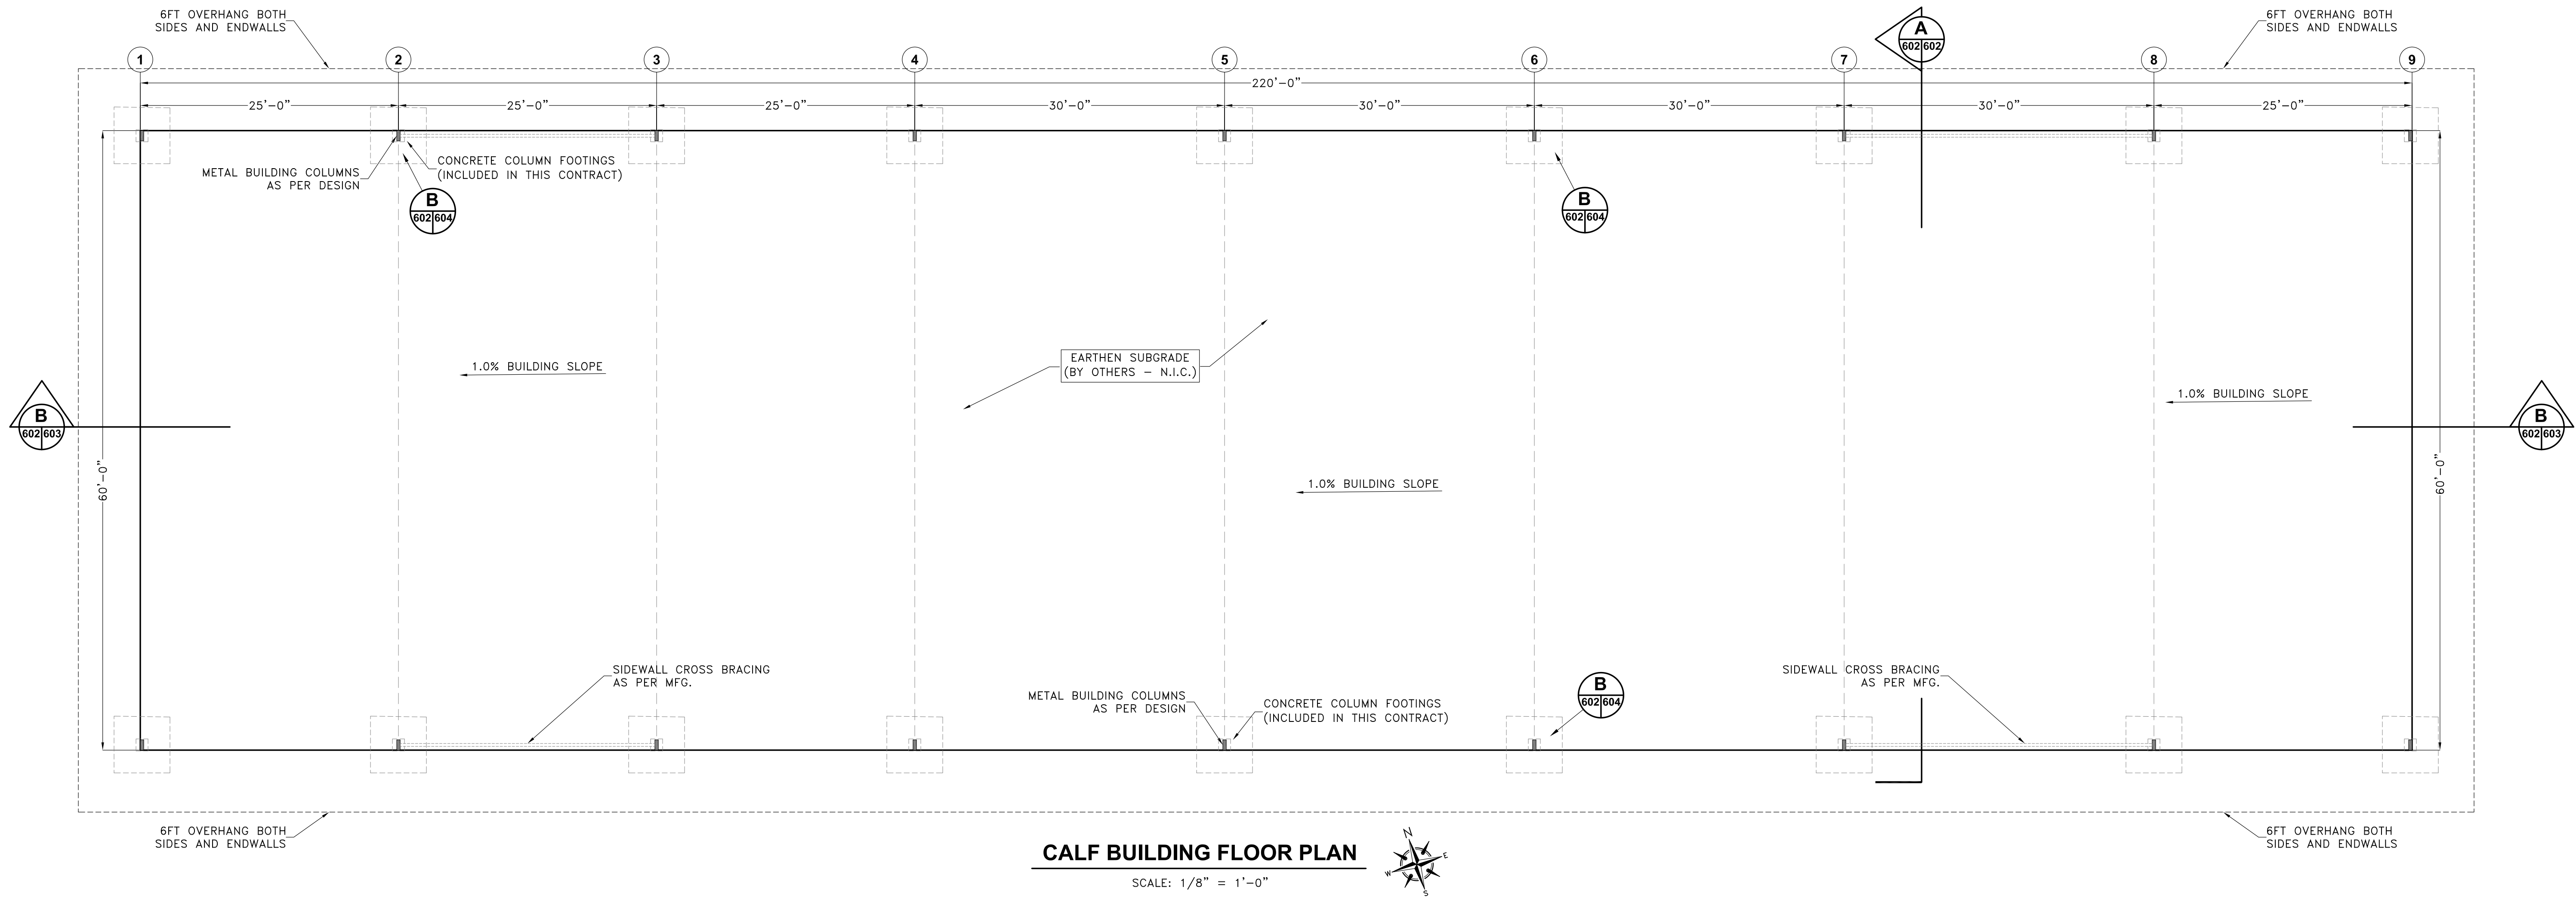 6FT OVERHANG BOTH
SIDES AND ENDWALLS
6FT OVERHANG BOTH
SIDES AND ENDWALLS
A
602 602
1
2
3
4
5
6
7
8
9
220'-0"
25'-0"
25'-0"
25'-0"
30'-0"
30'-0"
30'-0"
30'-0"
25'-0"
METAL BUILDING COLUMNS
AS PER DESIGN
CONCRETE COLUMN FOOTINGS
(INCLUDED IN THIS CONTRACT)
B
602 604
B
602 604
EARTHEN SUBGRADE
(BY OTHERS – N.I.C.)
1.0% BUILDING SLOPE
1.0% BUILDING SLOPE
B
602 603
B
602 603
60'-0"
60'-0"
1.0% BUILDING SLOPE
SIDEWALL CROSS BRACING
AS PER MFG.
METAL BUILDING COLUMNS
AS PER DESIGN
CONCRETE COLUMN FOOTINGS
(INCLUDED IN THIS CONTRACT)
B
602 604
SIDEWALL CROSS BRACING
AS PER MFG.
6FT OVERHANG BOTH
SIDES AND ENDWALLS
6FT OVERHANG BOTH
SIDES AND ENDWALLS
CALF BUILDING FLOOR PLAN
SCALE: 1/8" = 1'-0"
N
E
W
S